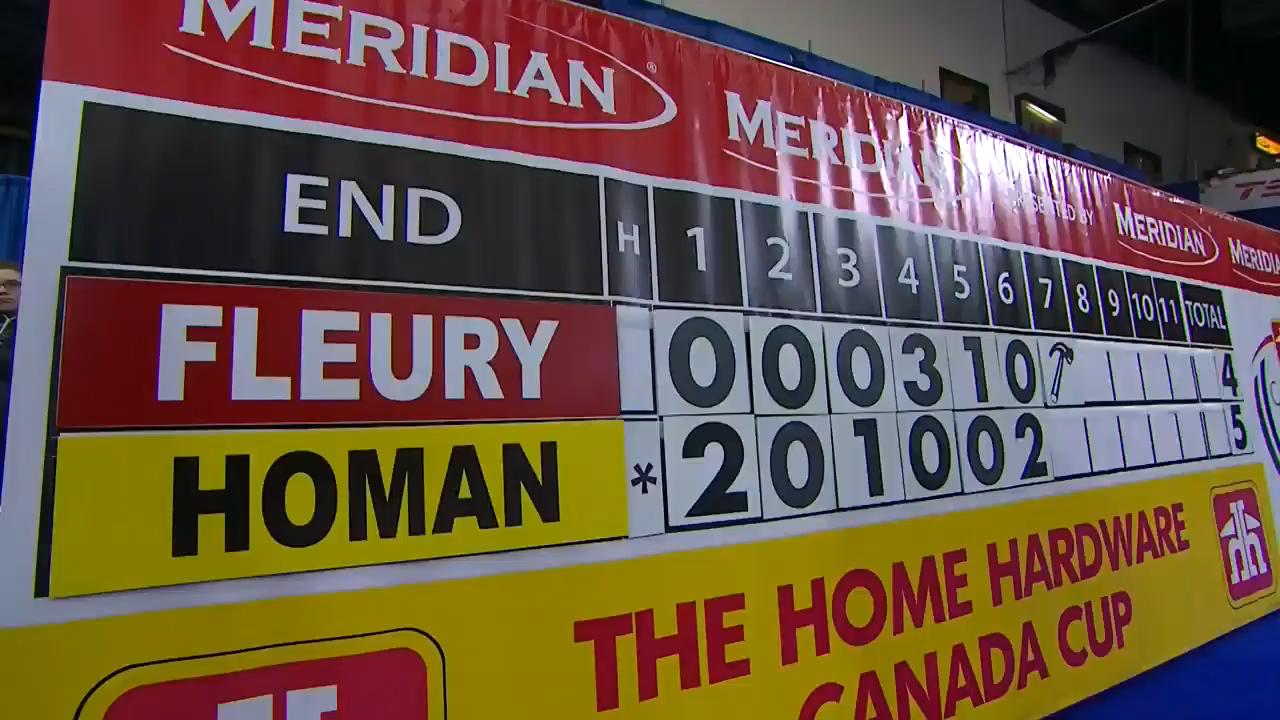 MERIDIAN®
MERIDIAN PRESENTED BY MERIDIAN
END H 1 2 3 4 5 6 7 8 9 10 11 TOTAL
FLEURY 0 0 0 3 1 0 4
HOMAN * 2 0 1 0 0 2 5
THE HOME HARDWARE
CANADA CUP